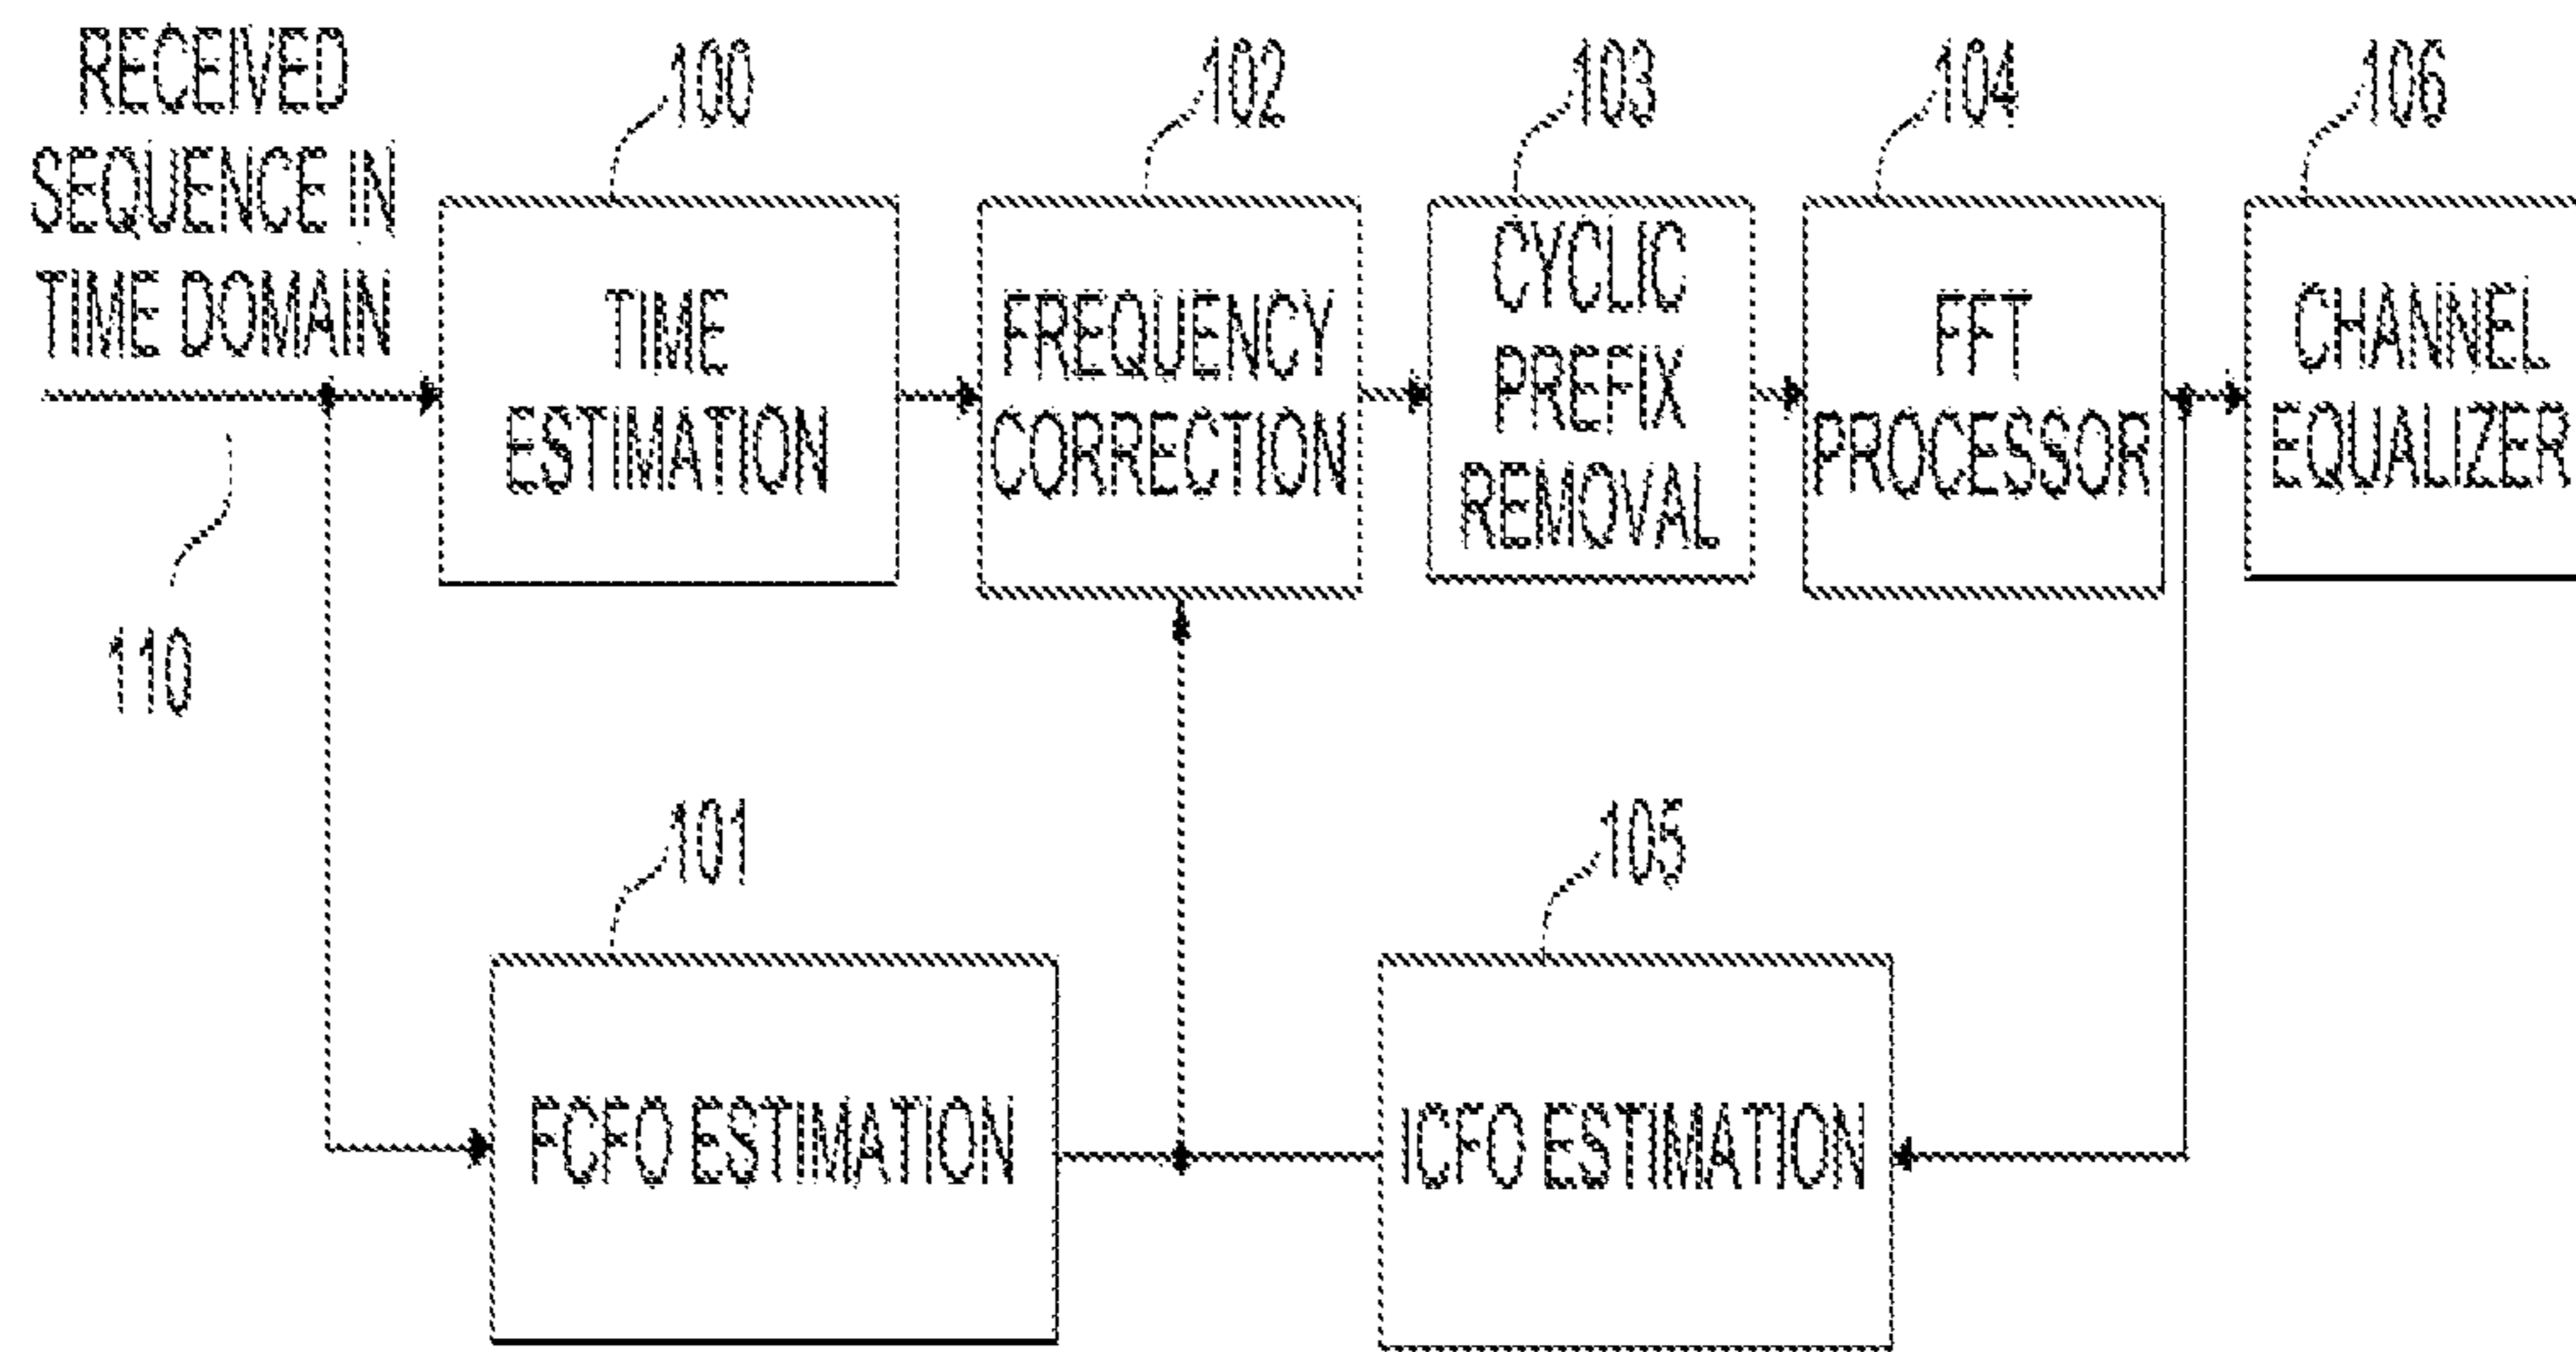 RECEIVED
SEQUENCE IN
TIME DOMAIN
110
100
TIME
ESTIMATION
102
FREQUENCY
CORRECTION
103
CYCLIC
PREFIX
REMOVAL
104
FFT
PROCESSOR
106
CHANNEL
EQUALIZER
101
FCFO ESTIMATION
105
ICFO ESTIMATION